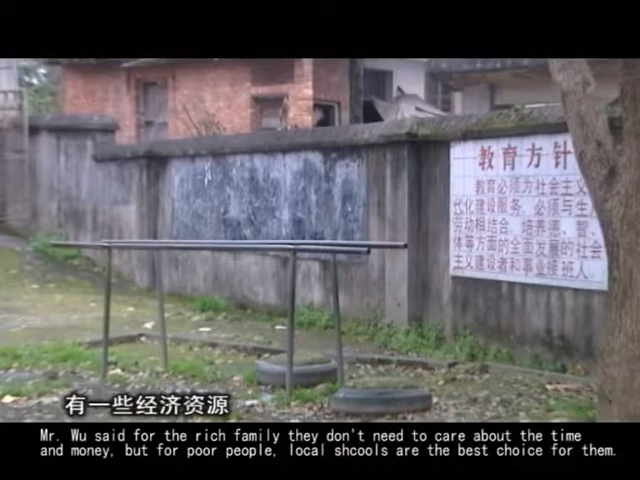 教育方针
教育必须为社会主义
代化建设服务，必须与生
劳动相结合，培养德、智、
体等方面的全面发展的社会
主义建设者和事业接班人。
有一些经济资源
Mr. Wu said for the rich family they don't need to care about the time
and money, but for poor people, local shcools are the best choice for them.